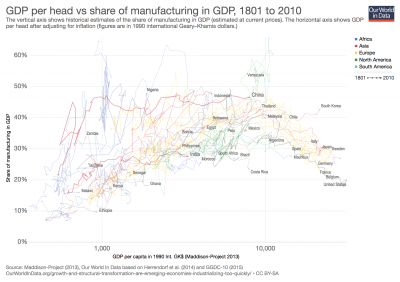 GDP per head vs share of manufacturing in GDP, 1801 to 2010
Our World
in Data
The vertical axis shows historical estimates of the share of manufacturing in GDP (estimated at current prices). The horizontal axis shows GDP
per head after adjusting for inflation (figures are in 1990 international Geary–Khamis dollars.)
Africa
Asia
Europe
North America
South America
1801 2010
60%
50%
40%
30%
20%
10%
0%
Share of manufacturing in GDP
Venezuela
Nigeria
Indonesia
China
Thailand
South Korea
Malaysia
Chile
Botswana
Zambia
Bolivia
Egypt
Peru
Mexico
Argentina
Philippines
India
Spain
Japan
Sweden
Morocco
South Africa
Brazil
Mauritius
Germany
Tanzania
Senegal
Costa Rica
France
Belgium
Malawi
Kenya
Ghana
United States
Ethiopia
1,000
10,000
GDP per capita in 1990 Int. GK$ (Maddison-Project 2013)
Source: Maddison-Project (2013), Our World In Data based on Herrendorf et al. (2014) and GGDC-10 (2015)
OurWorldInData.org/growth-and-structural-transformation-are-emerging-economies-industrializing-too-quickly/ • CC BY-SA